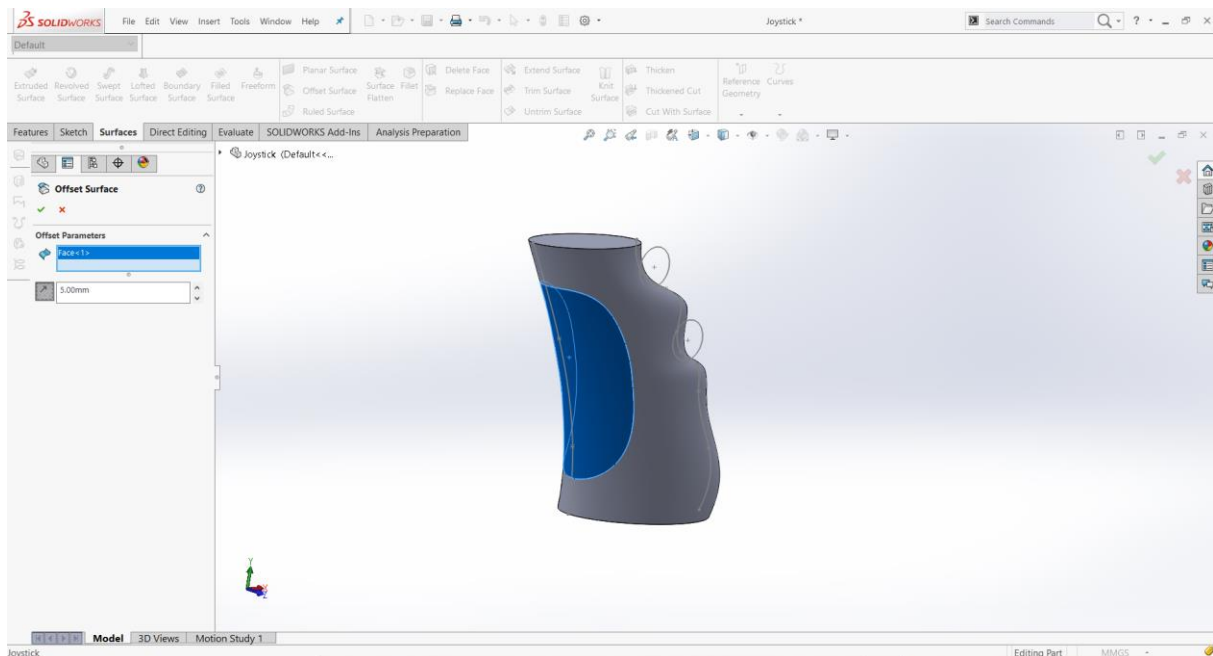 SOLIDWORKS File Edit View Insert Tools Window Help Joystick * Search Commands ?
Default
Extruded Surface
Revolved Surface
Swept Surface
Lofted Surface
Boundary Surface
Filled Surface
Freeform
Planar Surface
Offset Surface
Ruled Surface
Surface Flatten
Fillet
Delete Face
Replace Face
Extend Surface
Trim Surface
Untrim Surface
Knit Surface
Thicken
Thickened Cut
Cut With Surface
Reference Geometry
Curves
Features Sketch Surfaces Direct Editing Evaluate SOLIDWORKS Add-Ins Analysis Preparation
Joystick (Default<<...
Offset Surface
Offset Parameters
Face<1>
5.00mm
Y
Model 3D Views Motion Study 1
Joystick Editing Part MMGS -